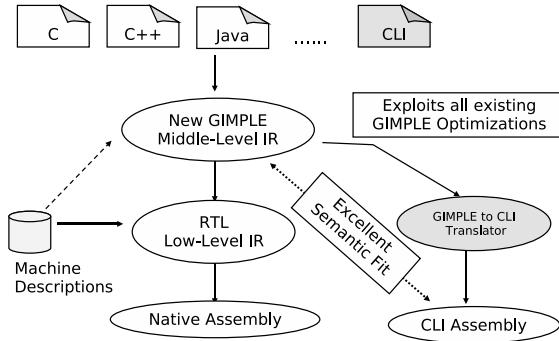 C
C++
Java
......
CLI
New GIMPLE
Middle-Level IR
Exploits all existing
GIMPLE Optimizations
Excellent
Semantic Fit
RTL
Low-Level IR
GIMPLE to CLI
Translator
Machine
Descriptions
Native Assembly
CLI Assembly